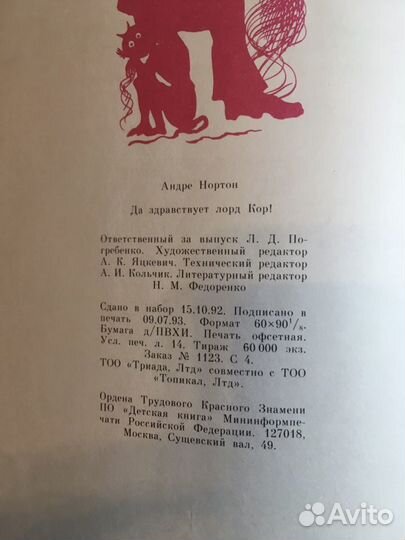 Андре Нортон
Да здравствует лорд Кор!
Ответственный за выпуск Л. Д. По-
гребенко. Художественный редактор
А. К. Яцкевич. Технический редактор
А. И. Кольчик. Литературный редактор
Н. М. Федоренко
Сдано в набор 15.10.92. Подписано в
печать 09.07.93. Формат 60×90¹/₈.
Бумага д/ПВХИ. Печать офсетная.
Усл. печ. л. 14. Тираж 60 000 экз.
Заказ № 1123. С 4.
ТОО «Триада, Лтд» совместно с ТОО
«Топикал, Лтд».
Ордена Трудового Красного Знамени
ПО «Детская книга» Мининформпе-
чати Российской Федерации. 127018,
Москва, Сущевский вал, 49.
Avito